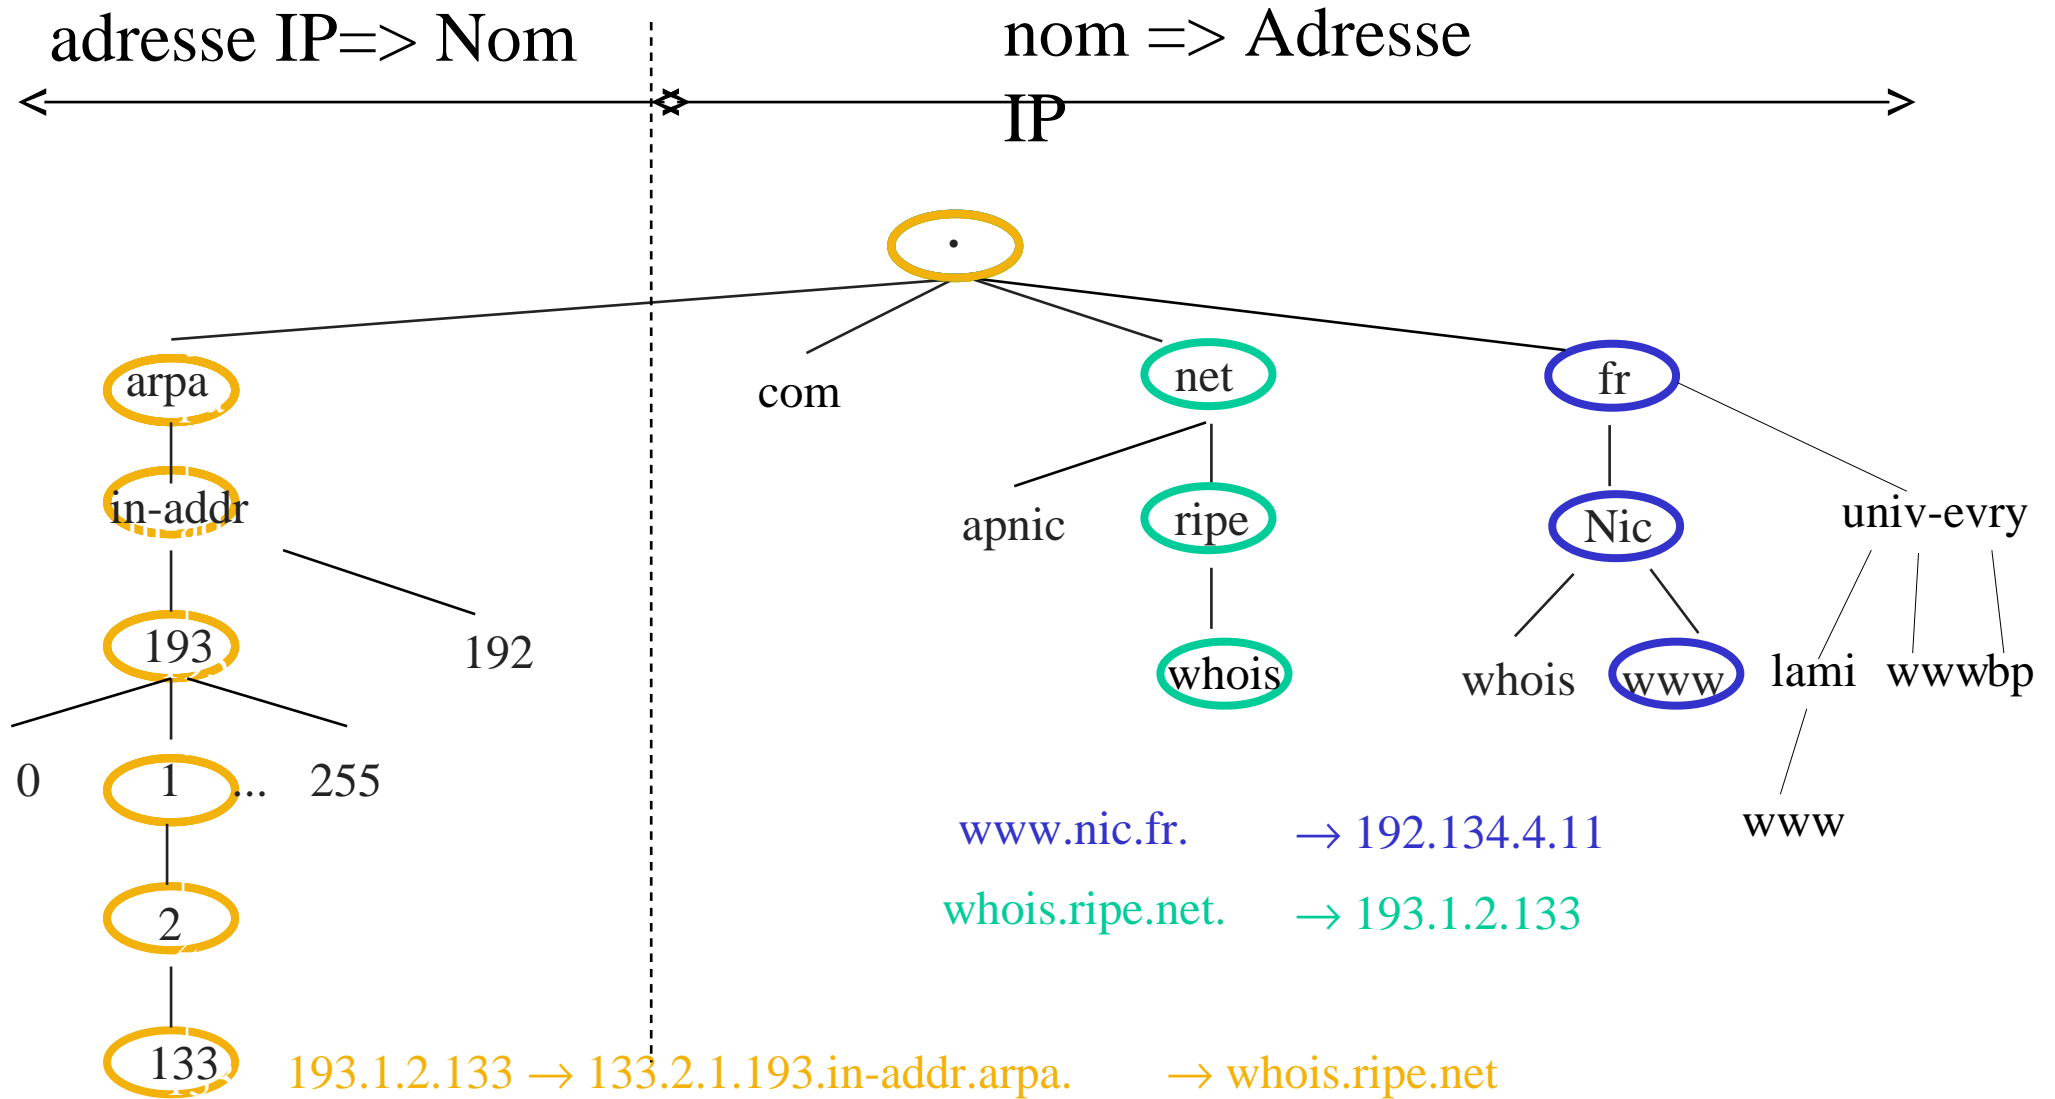 adresse IP=> Nom
nom => Adresse
IP
.
arpa
com
net
fr
in-addr
apnic
ripe
Nic
univ-evry
193
192
whois
whois
www
lami
www
bp
0
1
...
255
www
www.nic.fr. → 192.134.4.11
whois.ripe.net. → 193.1.2.133
2
133
193.1.2.133 → 133.2.1.193.in-addr.arpa. → whois.ripe.net